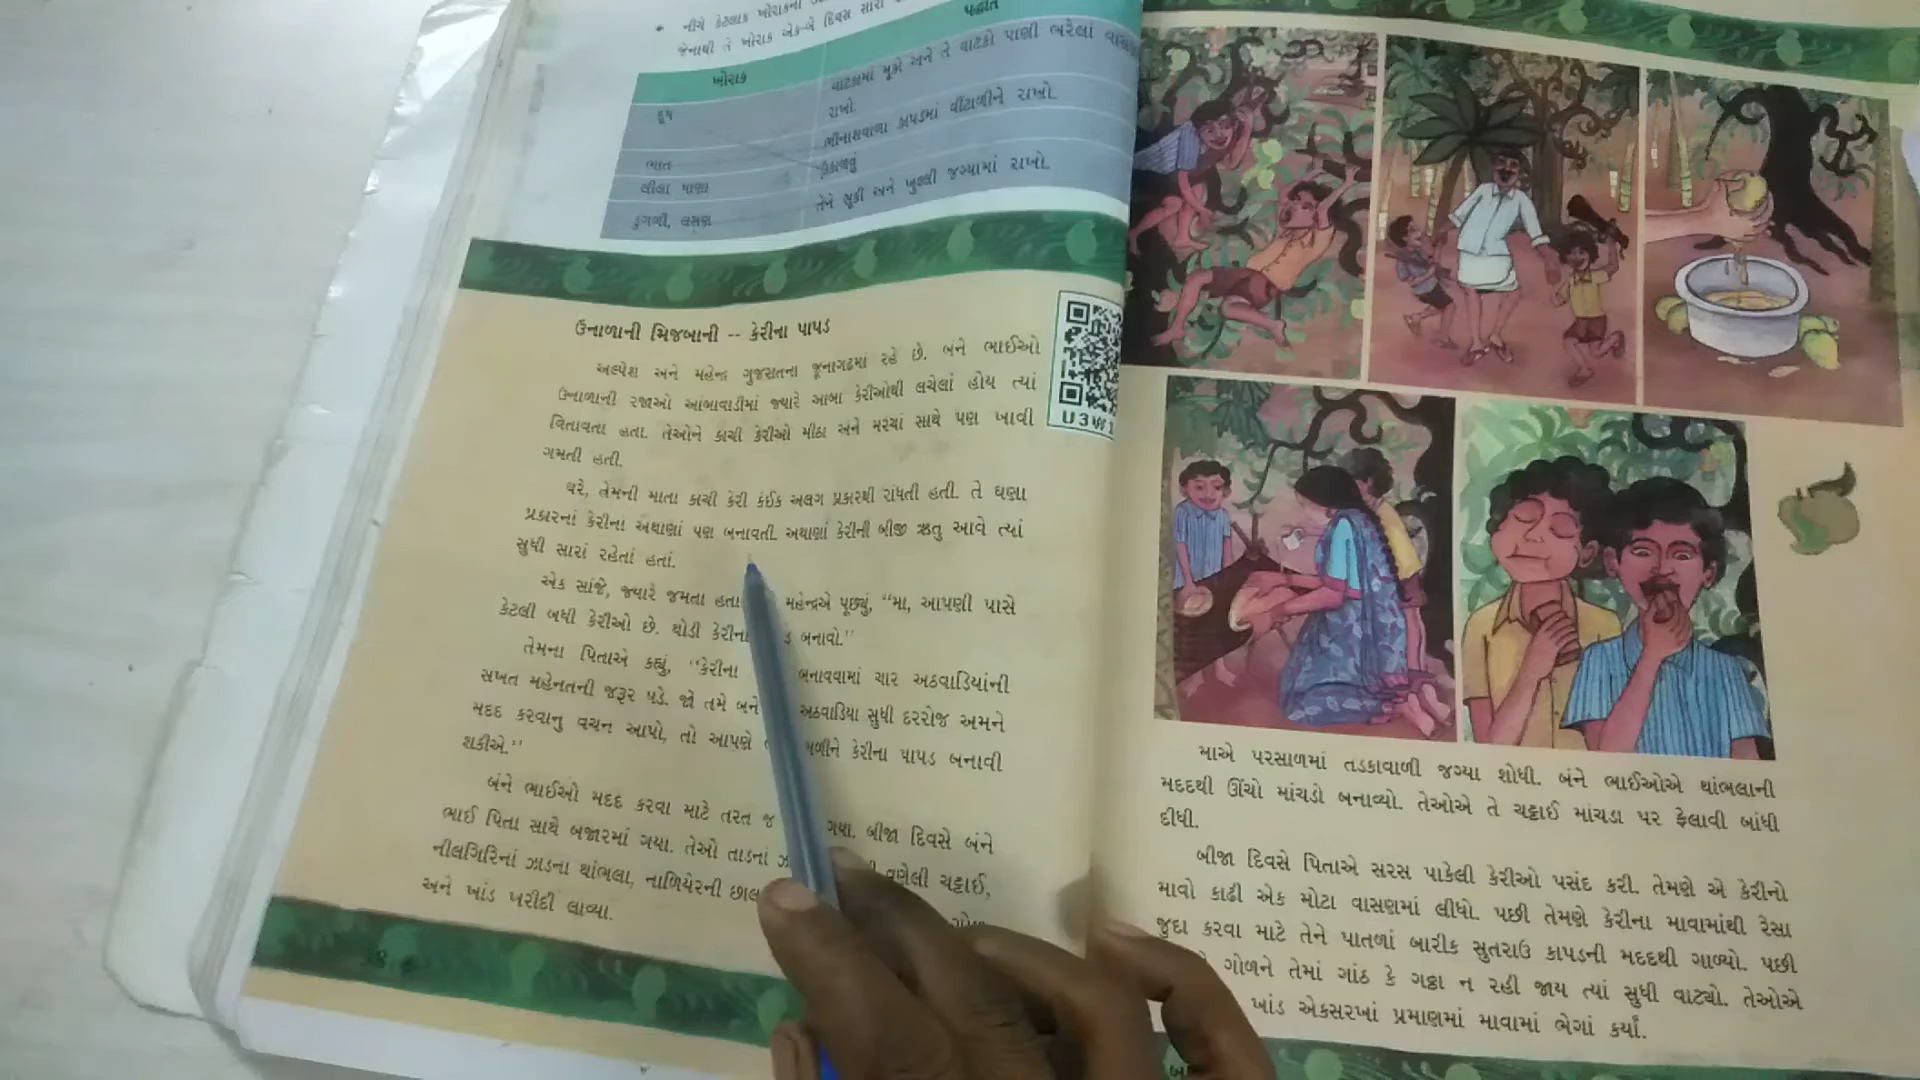 નીચે કેટલાક ખોરાકના
જેનાથી તે ખોરાક એક-બે દિવસ સારો
ખોરાક
પદ્ધતિ
દૂધ
વાટકામાં મૂકો અને તે વાટકો પાણી ભરેલાં
રાખો.
ભાત
ભીનાશવાળા કાપડમાં વીંટાળીને રાખો.
લીલા ધાણા
ઉકાળવું
ડુંગળી, લસણ
તેને સૂકી અને ખુલ્લી જગ્યામાં રાખો.
ઉનાળાની મિજબાની -- કેરીના પાપડ
અલ્પેશ અને મહેન્દ્ર ગુજરાતના જૂનાગઢમાં રહે છે. બંને ભાઈઓ
ઉનાળાની રજાઓ આંબાવાડીમાં જ્યારે આંબા કેરીઓથી લચેલાં હોય ત્યાં
વિતાવતા હતા. તેઓને કાચી કેરીઓ મીઠા અને મરચાં સાથે પણ ખાવી
ગમતી હતી.
U3W1
ઘરે, તેમની માતા કાચી કેરી કંઈક અલગ પ્રકારથી રાંધતી હતી. તે ઘણા
પ્રકારનાં કેરીના અથાણાં પણ બનાવતી. અથાણાં કેરીની બીજી ઋતુ આવે ત્યાં
સુધી સારાં રહેતાં હતાં.
એક સાંજે, જ્યારે જમતા હતા મહેન્દ્રએ પૂછ્યું, “મા, આપણી પાસે
કેટલી બધી કેરીઓ છે. થોડી કેરીના બનાવો.”
તેમના પિતાએ કહ્યું, “કેરીના બનાવવામાં ચાર અઠવાડિયાંની
સખત મહેનતની જરૂર પડે. જો તમે બંને અઠવાડિયા સુધી દરરોજ અમને
મદદ કરવાનુ વચન આપો, તો આપણે મળીને કેરીના પાપડ બનાવી
શકીએ.”
બંને ભાઈઓ મદદ કરવા માટે તરત જ ગયા. બીજા દિવસે બંને
ભાઈ પિતા સાથે બજારમાં ગયા. તેઓ તાડનાં વણેલી ચટ્ટાઈ,
નીલગિરિનાં ઝાડના થાંભલા, નાળિયેરની છાલ
અને ખાંડ ખરીદી લાવ્યા.
માએ પરસાળમાં તડકાવાળી જગ્યા શોધી. બંને ભાઈઓએ થાંભલાની
મદદથી ઊંચો માંચડો બનાવ્યો. તેઓએ તે ચટ્ટાઈ માંચડા પર ફેલાવી બાંધી
દીધી.
બીજા દિવસે પિતાએ સરસ પાકેલી કેરીઓ પસંદ કરી. તેમણે એ કેરીનો
માવો કાઢી એક મોટા વાસણમાં લીધો. પછી તેમણે કેરીના માવામાંથી રેસા
જુદા કરવા માટે તેને પાતળાં બારીક સુતરાઉ કાપડની મદદથી ગાળ્યો. પછી
ગોળને તેમાં ગાંઠ કે ગઠ્ઠા ન રહી જાય ત્યાં સુધી વાટ્યો. તેઓએ
ખાંડ એકસરખાં પ્રમાણમાં માવામાં ભેગાં કર્યાં.